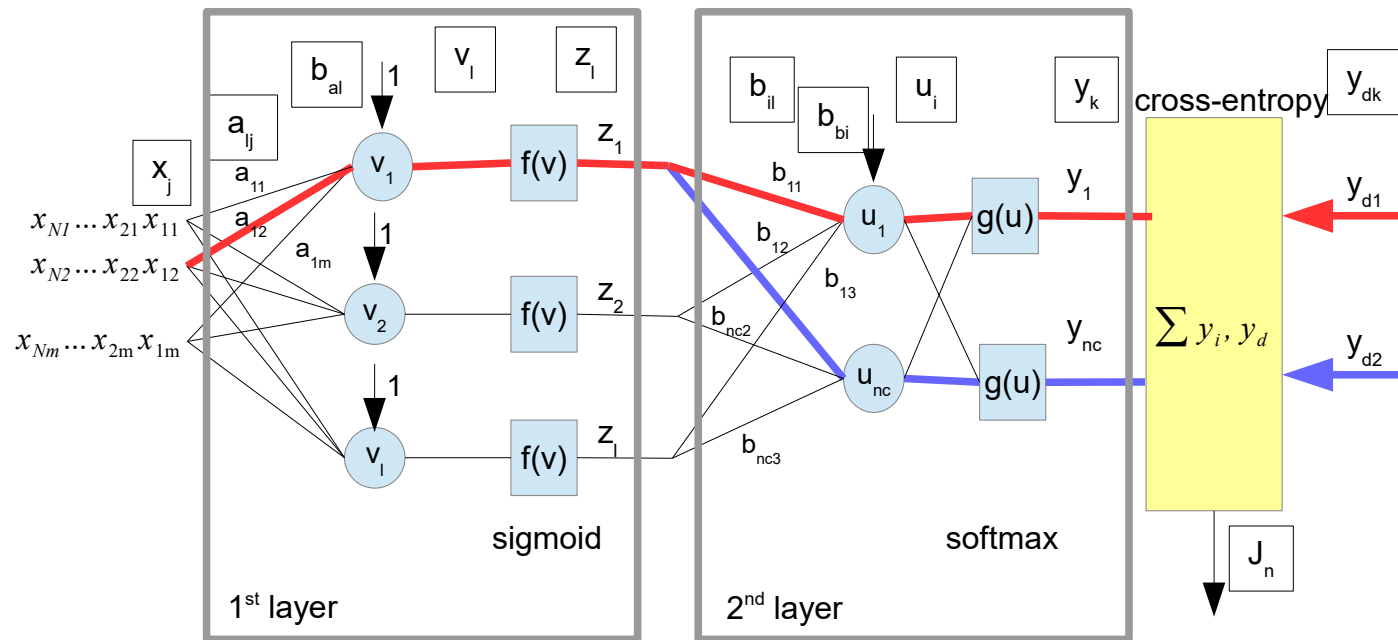 b_al
1
v_l
z_l
b_il
b_bi
u_i
y_k
cross-entropy
y_dk
a_lj
x_j
v_1
f(v)
z_1
a_11
a_12
a_1m
b_11
b_12
b_13
u_1
g(u)
y_1
y_d1
x_N1 ... x_21 x_11
x_N2 ... x_22 x_12
x_Nm ... x_2m x_1m
1
v_2
f(v)
z_2
b_nc2
u_nc
g(u)
y_nc
∑ y_i, y_d
y_d2
1
v_l
f(v)
z_l
b_nc3
sigmoid
softmax
J_n
1st layer
2nd layer